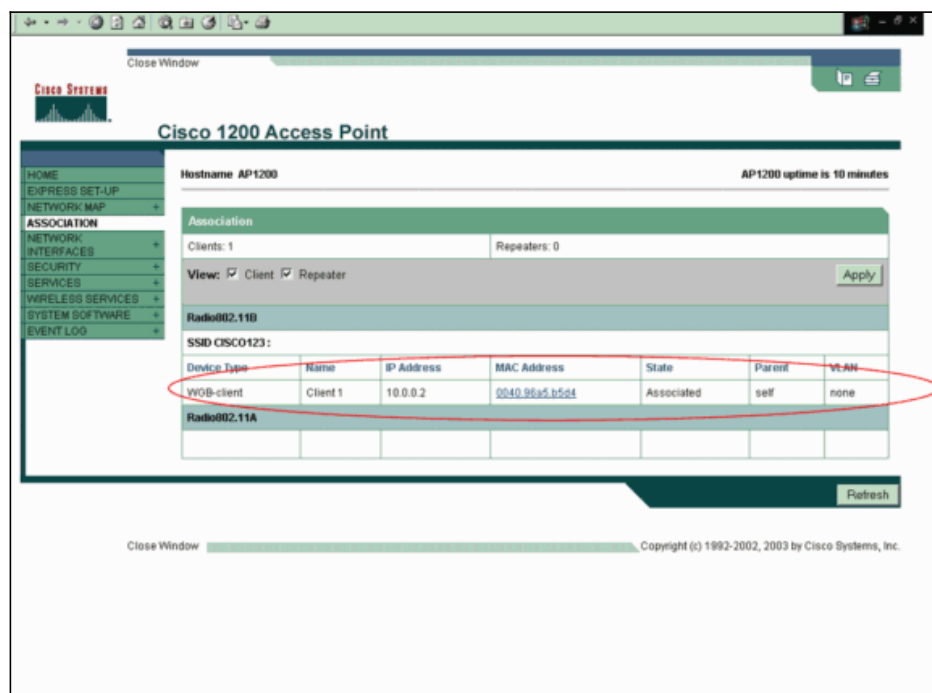 Close Window
CISCO SYSTEMS
Cisco 1200 Access Point
HOME
EXPRESS SET-UP
NETWORK MAP +
ASSOCIATION
NETWORK INTERFACES +
SECURITY +
SERVICES +
WIRELESS SERVICES +
SYSTEM SOFTWARE +
EVENT LOG +
Hostname AP1200 AP1200 uptime is 10 minutes
Association
Clients: 1 Repeaters: 0
View: Client Repeater Apply
Radio802.11B
SSID CISCO123 :
Device Type Name IP Address MAC Address State Parent VLAN
WGB-client Client 1 10.0.0.2 0040.96a5.b5d4 Associated self none
Radio802.11A
Refresh
Close Window Copyright (c) 1992-2002, 2003 by Cisco Systems, Inc.